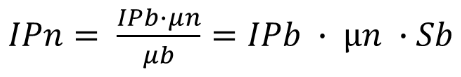 IPn = IPb·μn / μb = IPb · μn · Sb